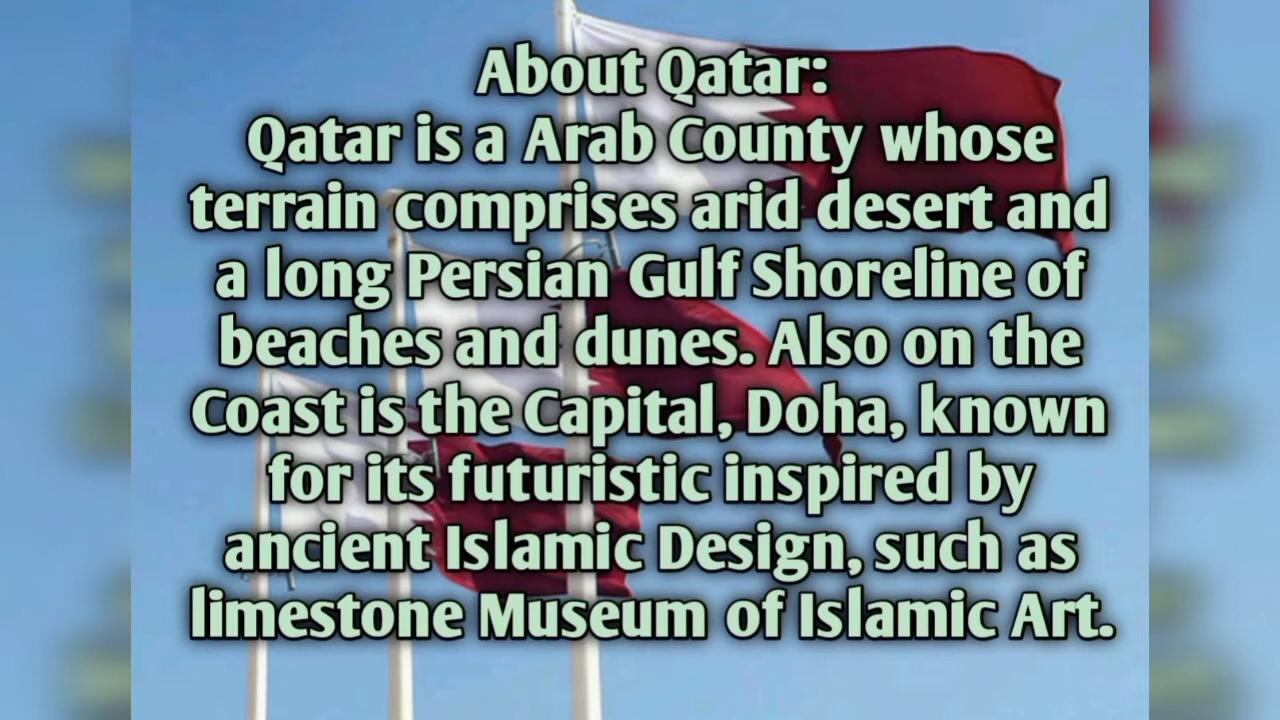 About Qatar:
Qatar is a Arab County whose
terrain comprises arid desert and
a long Persian Gulf Shoreline of
beaches and dunes. Also on the
Coast is the Capital, Doha, known
for its futuristic inspired by
ancient Islamic Design, such as
limestone Museum of Islamic Art.